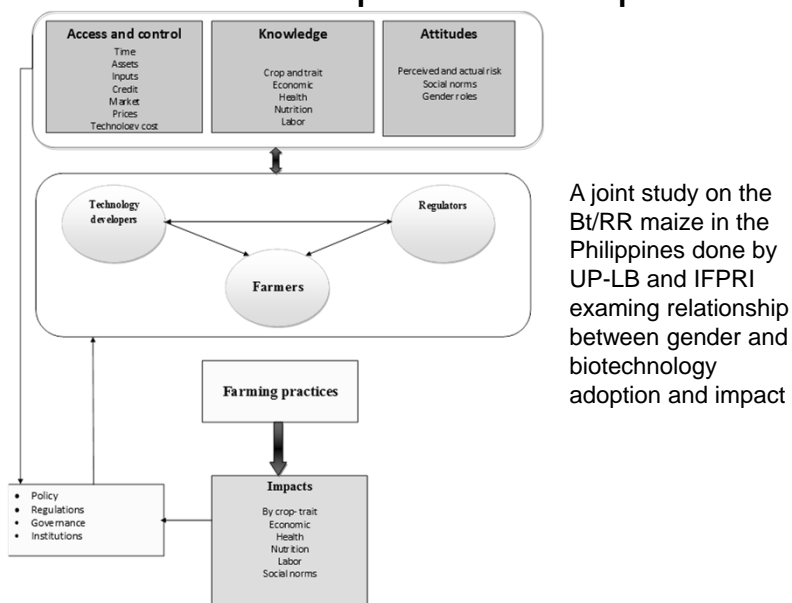 Access and control
Time
Assets
Inputs
Credit
Market
Prices
Technology cost
Knowledge
Crop and trait
Economic
Health
Nutrition
Labor
Attitudes
Perceived and actual risk
Social norms
Gender roles
Technology
developers
Regulators
Farmers
A joint study on the
Bt/RR maize in the
Philippines done by
UP-LB and IFPRI
examing relationship
between gender and
biotechnology
adoption and impact
Farming practices
Impacts
By crop- trait
Economic
Health
Nutrition
Labor
Social norms
• Policy
• Regulations
• Governance
• Institutions